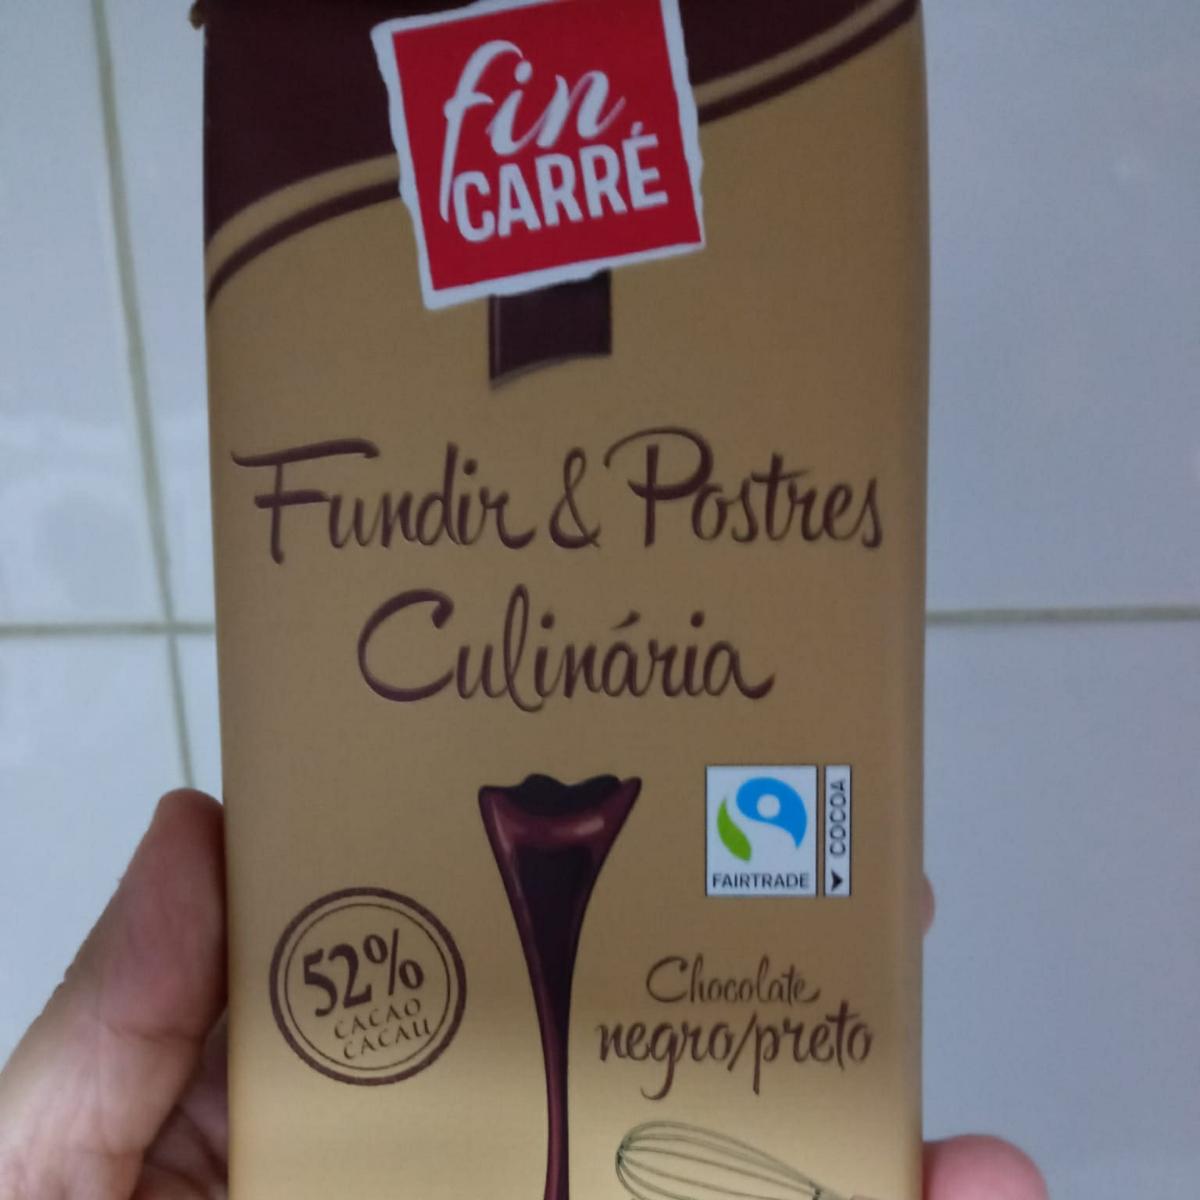 fin
CARRÉ
Fundir & Postres
Culinária
FAIRTRADE
COCOA
52%
CACAO
CACAU
Chocolate
negro/preto